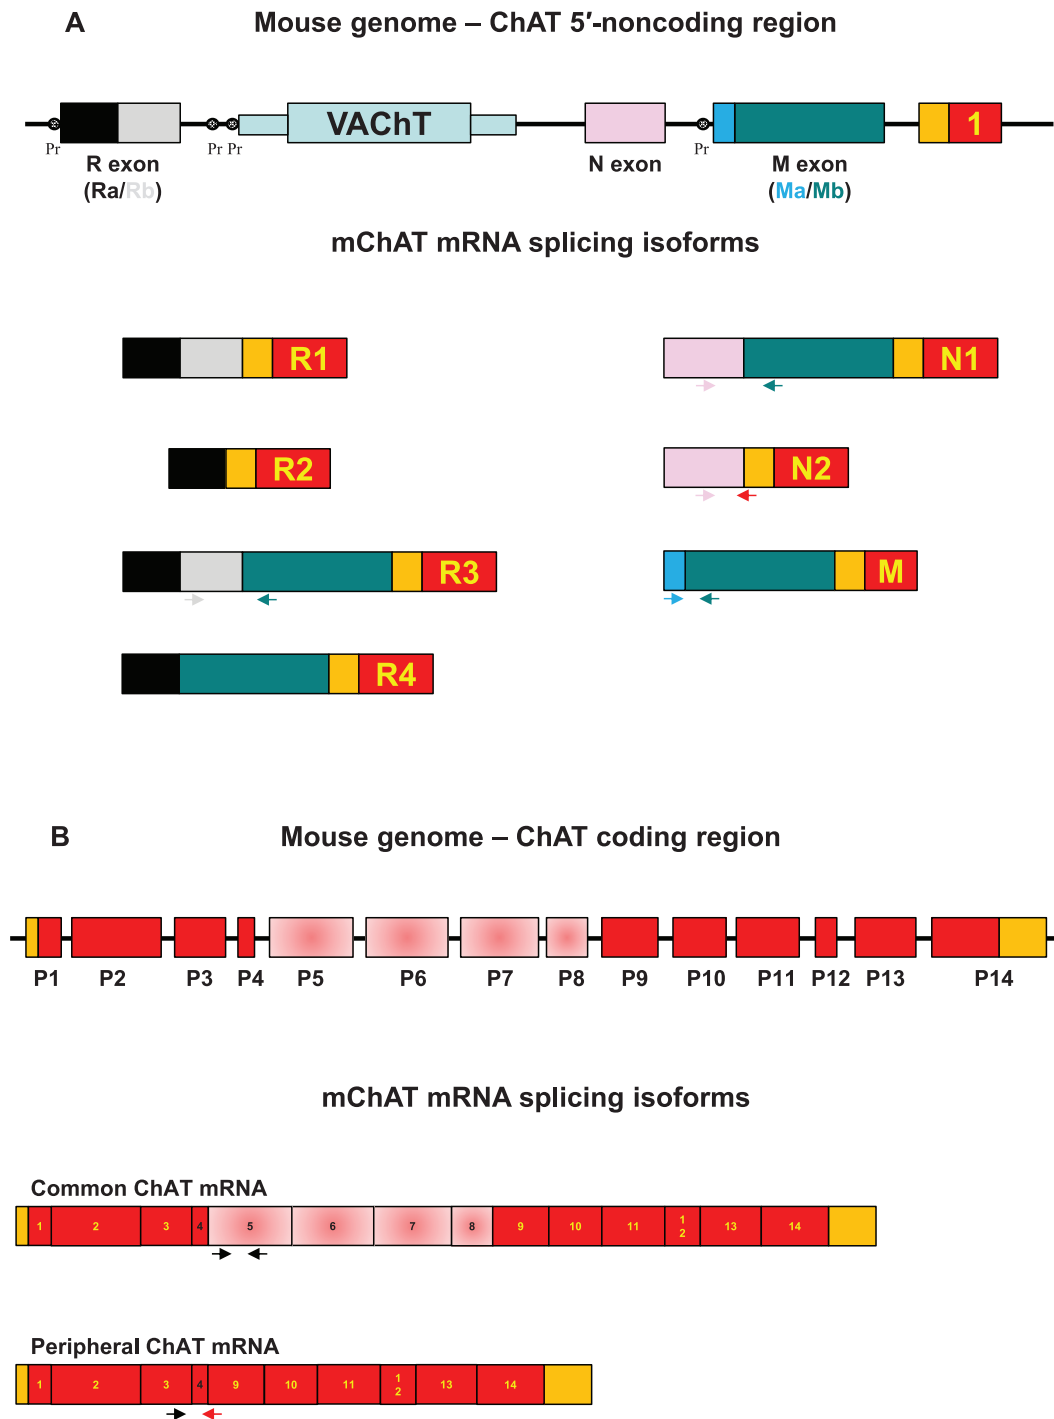 A
Mouse genome – ChAT 5′-noncoding region
VAChT
1
Pr
Pr Pr
Pr
R exon
(Ra/Rb)
N exon
M exon
(Ma/Mb)
mChAT mRNA splicing isoforms
R1
N1
R2
N2
R3
M
R4
B
Mouse genome – ChAT coding region
P1 P2 P3 P4 P5 P6 P7 P8 P9 P10 P11 P12 P13 P14
mChAT mRNA splicing isoforms
Common ChAT mRNA
1 2 3 4 5 6 7 8 9 10 11 12 13 14
Peripheral ChAT mRNA
1 2 3 4 9 10 11 12 13 14